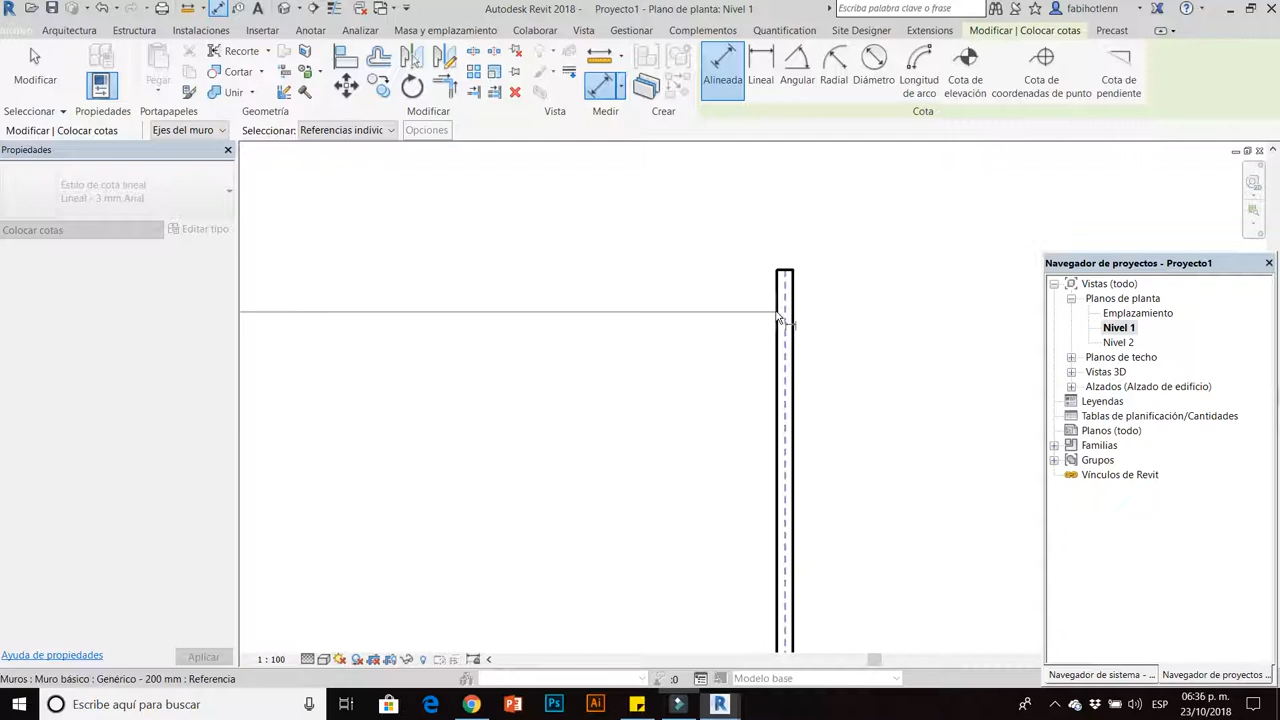 Autodesk Revit 2018 - Proyecto1 - Plano de planta: Nivel 1
Escriba palabra clave o frase
fabihotlenn
Archivo Arquitectura Estructura Instalaciones Insertar Anotar Analizar Masa y emplazamiento Colaborar Vista Gestionar Complementos Quantification Site Designer Extensions Modificar | Colocar cotas Precast
Modificar
Pegar
Recorte
Cortar
Unir
Alineada Lineal Angular Radial Diámetro Longitud de arco Cota de elevación Cota de coordenadas de punto Cota de pendiente
Seleccionar Propiedades Portapapeles Geometría Modificar Vista Medir Crear Cota
Modificar | Colocar cotas Ejes del muro Seleccionar: Referencias individ Opciones
Propiedades
Estilo de cota lineal
Lineal - 3 mm Arial
Colocar cotas Editar tipo
Navegador de proyectos - Proyecto1
Vistas (todo)
Planos de planta
Emplazamiento
Nivel 1
Nivel 2
Planos de techo
Vistas 3D
Alzados (Alzado de edificio)
Leyendas
Tablas de planificación/Cantidades
Planos (todo)
Familias
Grupos
Vínculos de Revit
Ayuda de propiedades Aplicar
1 : 100
Navegador de sistema - ... Navegador de proyectos ...
Muros : Muro básico : Genérico - 200 mm : Referencia
:0
Modelo base
Escribe aquí para buscar
ESP
06:36 p. m.
23/10/2018